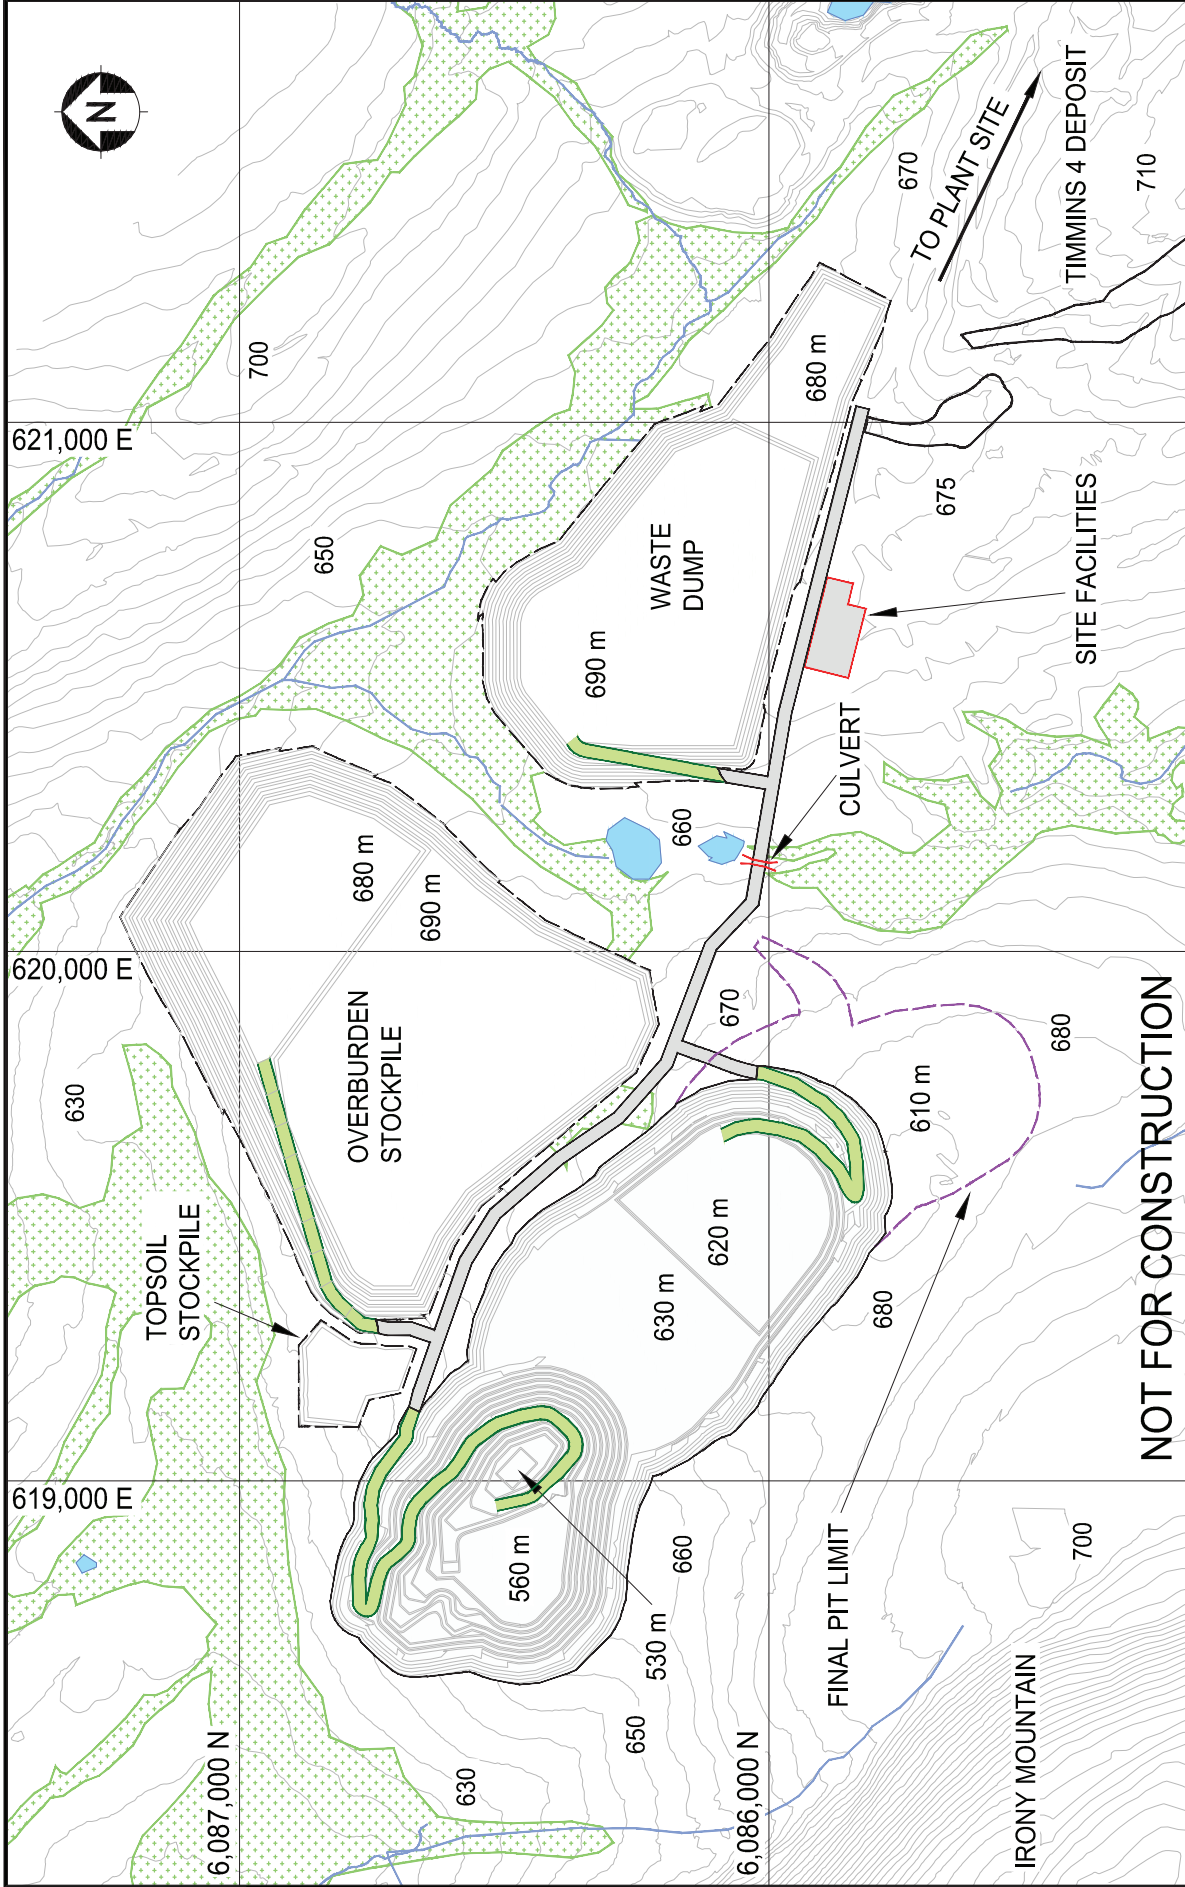 N
621,000 E
620,000 E
619,000 E
6,087,000 N
6,086,000 N
700
650
630
TOPSOIL
STOCKPILE
OVERBURDEN
STOCKPILE
680 m
690 m
WASTE
DUMP
690 m
680 m
670
TO PLANT SITE
TIMMINS 4 DEPOSIT
710
675
SITE FACILITIES
CULVERT
660
670
680
610 m
620 m
630 m
680
560 m
530 m
660
650
630
FINAL PIT LIMIT
700
IRONY MOUNTAIN
NOT FOR CONSTRUCTION